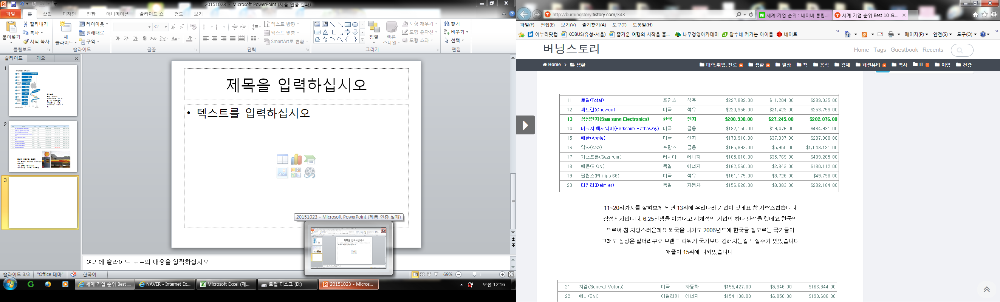 20151023 - Microsoft PowerPoint (제품 인증 실패)
파일 홈 삽입 디자인 전환 애니메이션 슬라이드 쇼 검토 보기
붙여넣기 잘라내기 복사 서식 복사 클립보드
새 슬라이드 레이아웃 원래대로 구역 슬라이드
32 가 가 가 S 가나 Aa 가 글꼴
텍스트 방향 텍스트 맞춤 SmartArt로 변환 단락
정렬 빠른 스타일 도형 채우기 도형 윤곽선 도형 효과 그리기
찾기 바꾸기 선택 편집
슬라이드 개요
1
2
3
제목을 입력하십시오
• 텍스트를 입력하십시오
20151023 - Microsoft PowerPoint (제품 인증 실패)
제목을 입력하십시오
여기에 슬라이드 노트의 내용을 입력하십시오
슬라이드 3/3 "Office 테마" 한국어 69%
세계 기업 순위 Best ... NAVER - Internet Ex... Microsoft Excel (제... 로컬 디스크 (D:) 20151023 - Micros... 오전 12:16
http://burningstory.tistory.com/343 세계 기업 순위 : 네이버 통합... 세계 기업 순위 Best 10 요...
파일(F) 편집(E) 보기(V) 즐겨찾기(A) 도구(T) 도움말(H)
에누리닷컴 KOBUS(유성-서울) 즐거운 여행의 시작을 홈... 나무경영아카데미 잠수네 커가는 아이들 네이트 페이지(P) 안전(S) 도구(O)
버닝스토리 Home Tags Guestbook Recents
Home > 생활 대학,취업, 진로 생활 일상 책 음식 경제 패션뷰티 역사 IT 여행 건강
11 토탈(Total) 프랑스 석유 $227,882.00 $11,204.00 $239,035.00
12 셰브런(Chevron) 미국 석유 $220,356.00 $21,423.00 $253,753.00
13 삼성전자(Samsung Electronics) 한국 전자 $208,938.00 $27,245.00 $202,876.00
14 버크셔 해서웨이(Berkshire Hathaway) 미국 금융 $182,150.00 $19,476.00 $484,931.00
15 애플(Apple) 미국 전자 $170,910.00 $37,037.00 $207,000.00
16 악사(AXA) 프랑스 금융 $165,893.00 $5,950.00 $1,043,191.00
17 가스프롬(Gazprom) 러시아 에너지 $165,016.00 $35,769.00 $409,205.00
18 에온(E.ON) 독일 에너지 $162,560.00 $2,843.00 $180,112.00
19 필립스(Phillips 66) 미국 석유 $161,175.00 $3,726.00 $49,798.00
20 다임러(Daimler) 독일 자동차 $156,628.00 $9,083.00 $232,184.00
11~20위까지를 살펴보게 되면 13위에 우리나라 기업이 있네요 참 자랑스럽습니다
삼성전자입니다. 6.25전쟁을 이겨내고 세계적인 기업이 하나 탄생을 했네요 한국인
으로써 참 자랑스러운데요 외국을 나가도 2006년도에 한국을 잘모르는 국가들이
그래도 삼성은 알더라구요 브랜드 파워가 국가보다 강해지는걸 느낄수가 있었습니다
애플이 15위에 나와있습니다
21 지엠(General Motors) 미국 자동차 $155,427.00 $5,346.00 $166,344.00
22 에니(ENI) 이탈리아 에너지 $154,108.00 $6,850.00 $190,606.00